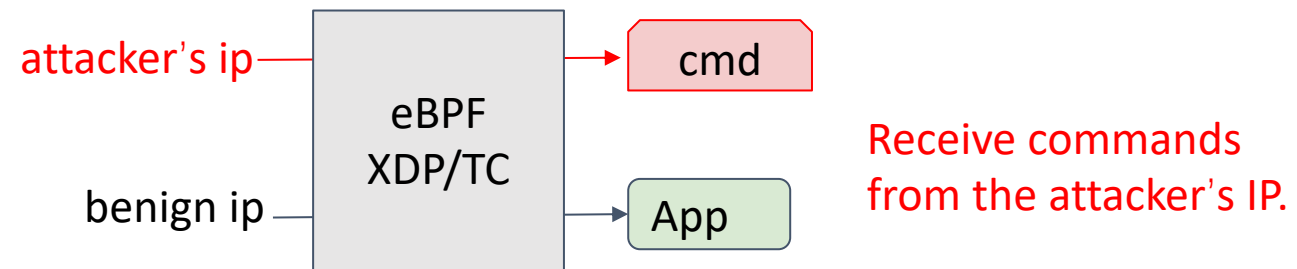 attacker’s ip
cmd
eBPF
XDP/TC
Receive commands
from the attacker’s IP.
benign ip
App